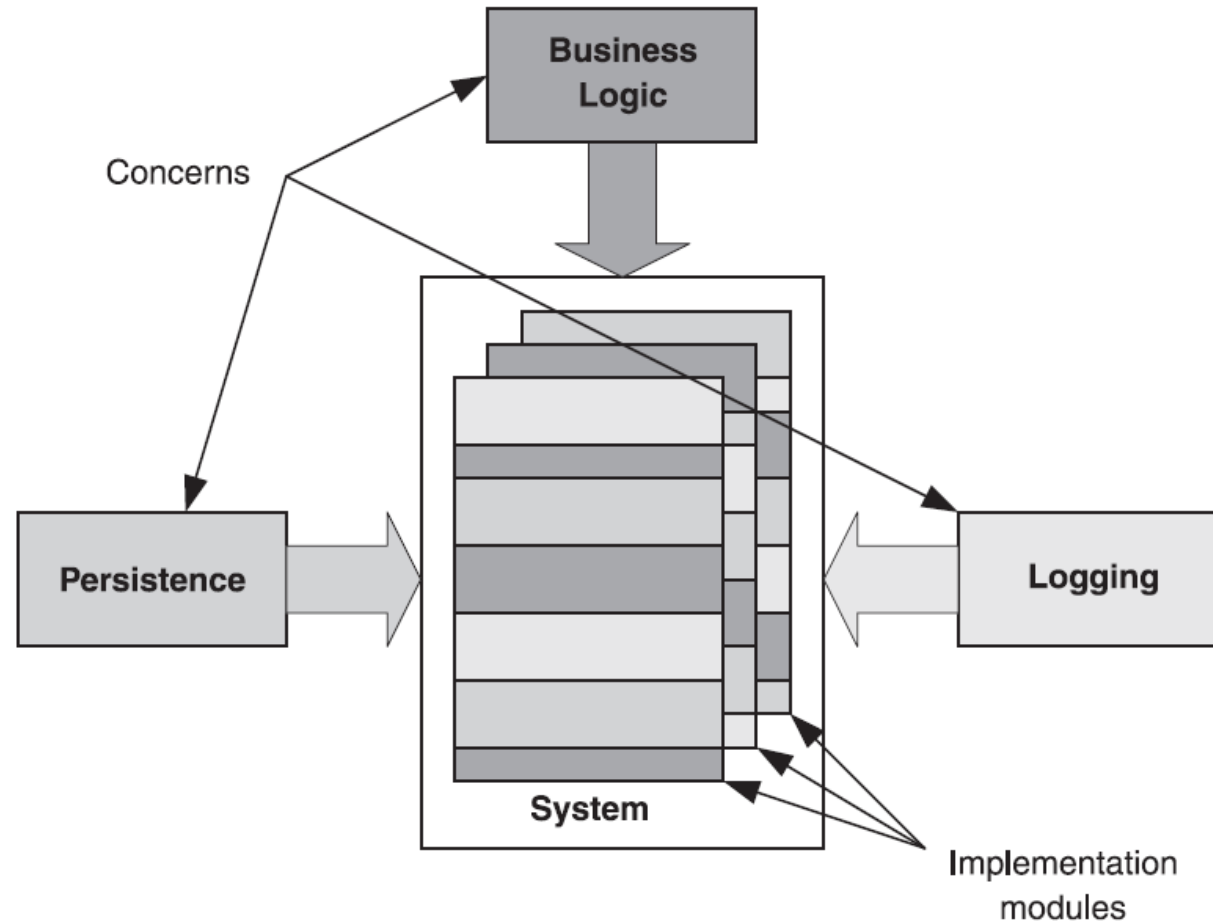 Business
Logic
Concerns
Persistence
Logging
System
Implementation
modules